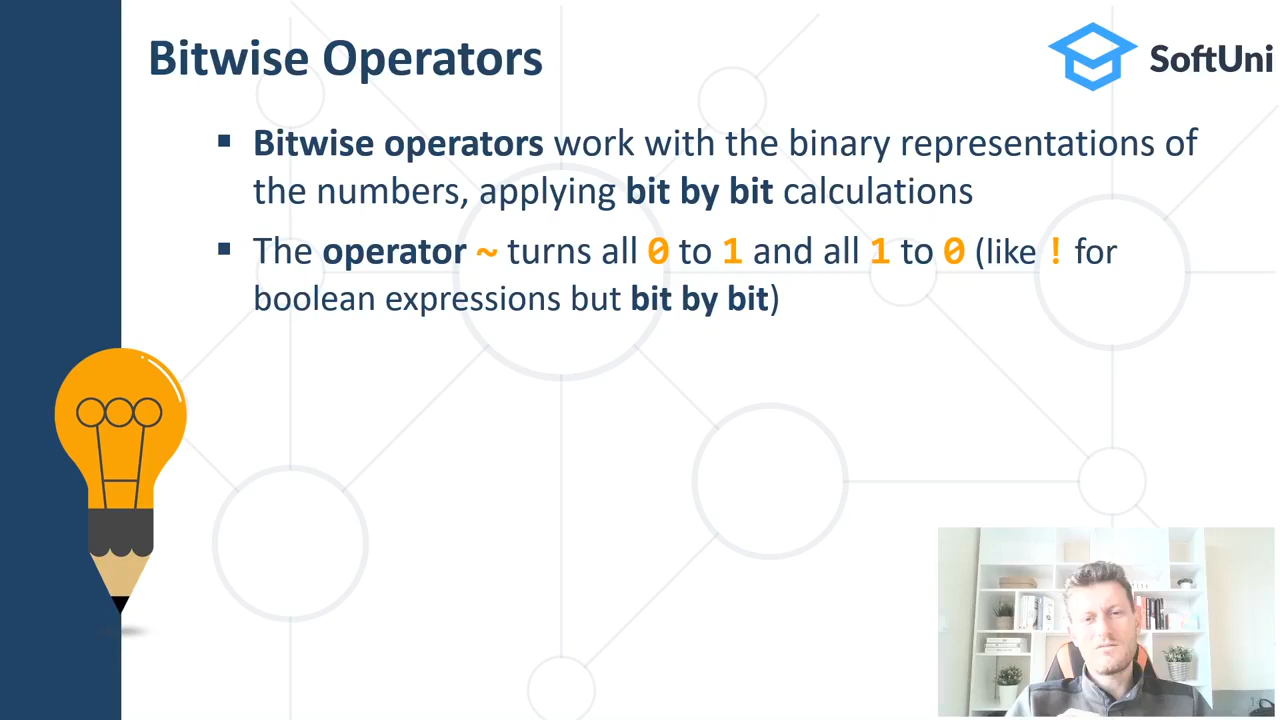 Bitwise Operators
SoftUni
Bitwise operators work with the binary representations of
the numbers, applying bit by bit calculations
The operator ~ turns all 0 to 1 and all 1 to 0 (like ! for
boolean expressions but bit by bit)